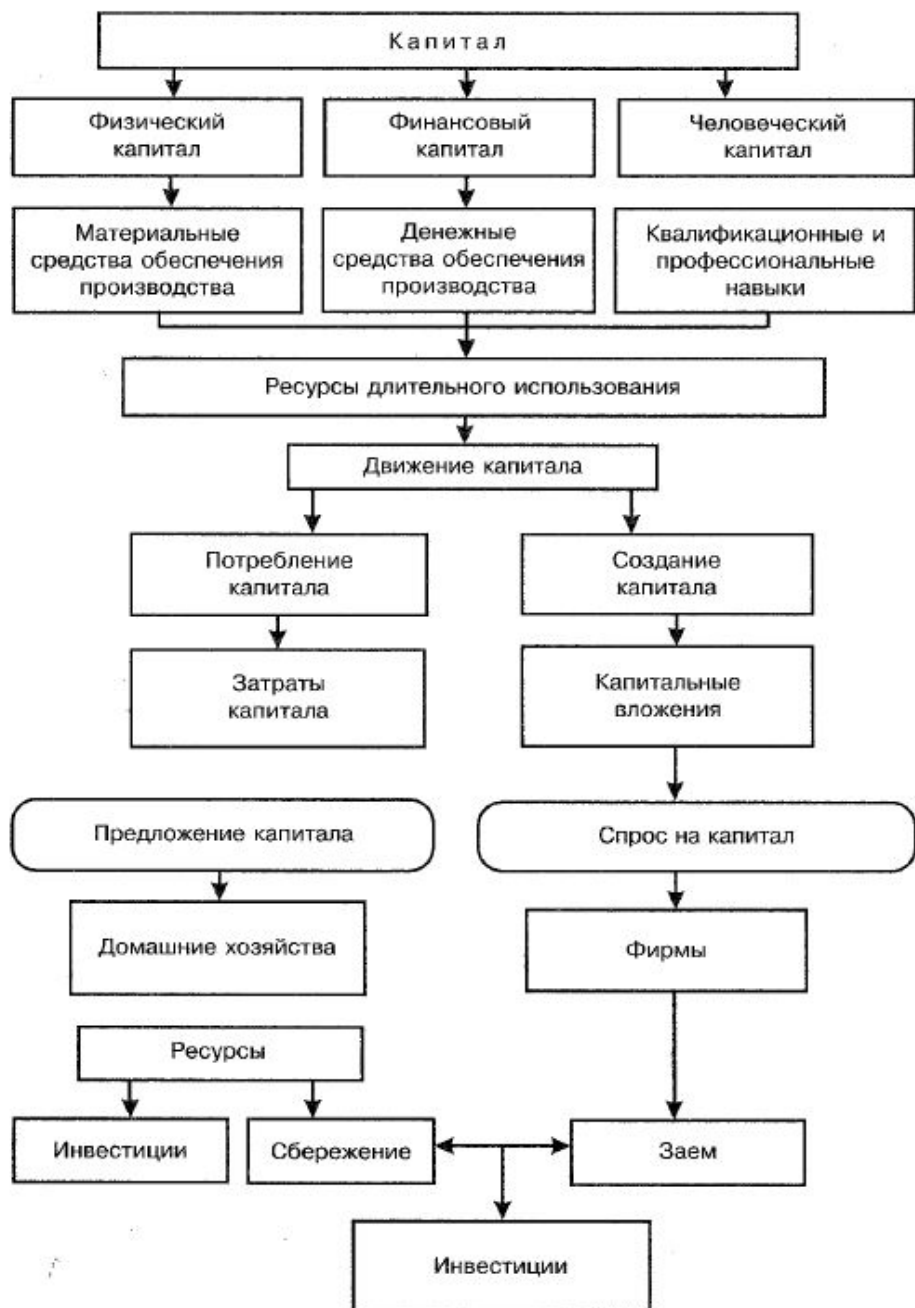 Капитал
Физический
капитал
Финансовый
капитал
Человеческий
капитал
Материальные
средства обеспечения
производства
Денежные
средства обеспечения
производства
Квалификационные и
профессиональные
навыки
Ресурсы длительного использования
Движение капитала
Потребление
капитала
Создание
капитала
Затраты
капитала
Капитальные
вложения
Предложение капитала
Спрос на капитал
Домашние хозяйства
Фирмы
Ресурсы
Инвестиции
Сбережение
Заем
Инвестиции